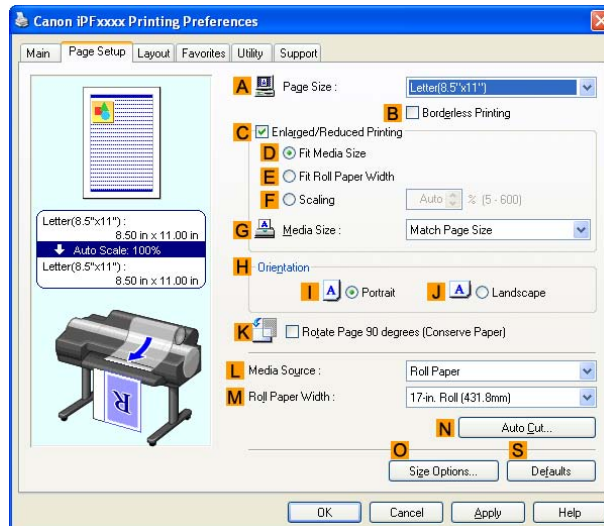 Canon iPFxxxx Printing Preferences
Main Page Setup Layout Favorites Utility Support
A Page Size : Letter(8.5"x11")
B Borderless Printing
C Enlarged/Reduced Printing
D Fit Media Size
E Fit Roll Paper Width
F Scaling Auto % (5 - 600)
G A Media Size : Match Page Size
H Orientation
I A Portrait J A Landscape
K Rotate Page 90 degrees (Conserve Paper)
L Media Source : Roll Paper
M Roll Paper Width : 17-in. Roll (431.8mm)
N Auto Cut...
O S
Size Options... Defaults
OK Cancel Apply Help
Letter(8.5"x11") :
8.50 in x 11.00 in
Auto Scale: 100%
Letter(8.5"x11") :
8.50 in x 11.00 in
R